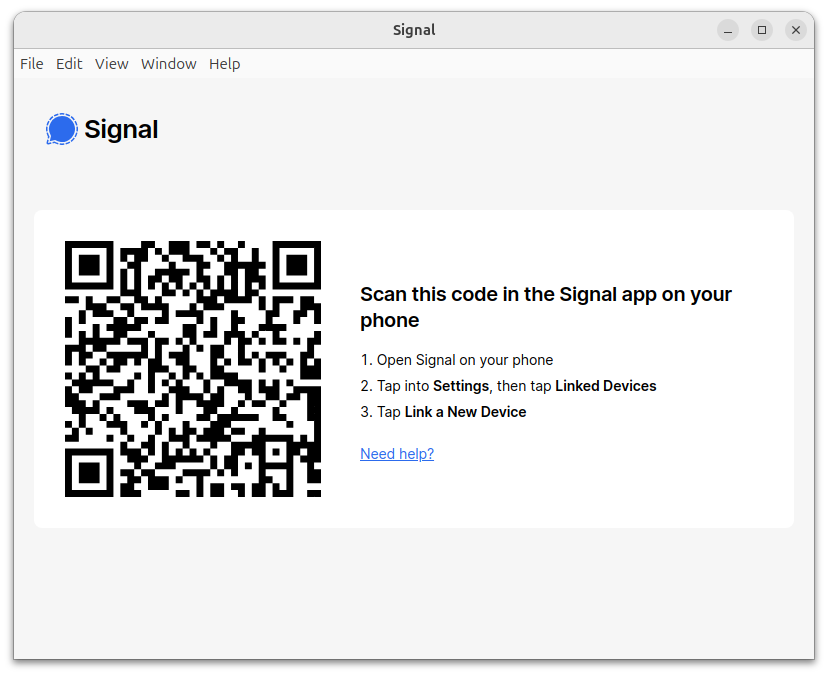 Signal
File Edit View Window Help
Signal
Scan this code in the Signal app on your
phone
1. Open Signal on your phone
2. Tap into Settings, then tap Linked Devices
3. Tap Link a New Device
Need help?